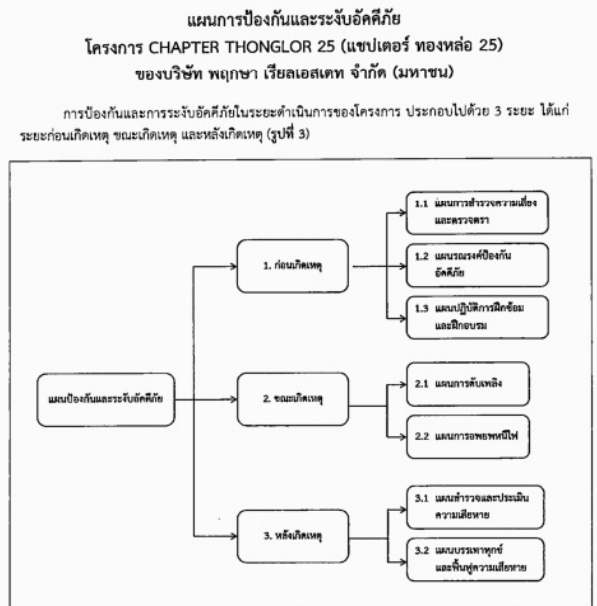 แผนการป้องกันและระงับอัคคีภัย
โครงการ CHAPTER THONGLOR 25 (แชปเตอร์ ทองหล่อ 25)
ของบริษัท พฤกษา เรียลเอสเตท จำกัด (มหาชน)
การป้องกันและการระงับอัคคีภัยในระยะดำเนินการของโครงการ ประกอบไปด้วย 3 ระยะ ได้แก่
ระยะก่อนเกิดเหตุ ขณะเกิดเหตุ และหลังเกิดเหตุ (รูปที่ 3)
แผนป้องกันและระงับอัคคีภัย
1. ก่อนเกิดเหตุ
1.1 แผนการสำรวจความเสี่ยง
และตรวจตรา
1.2 แผนรณรงค์ป้องกัน
อัคคีภัย
1.3 แผนปฏิบัติการฝึกซ้อม
และฝึกอบรม
2. ขณะเกิดเหตุ
2.1 แผนการดับเพลิง
2.2 แผนการอพยพหนีไฟ
3. หลังเกิดเหตุ
3.1 แผนสำรวจและประเมิน
ความเสียหาย
3.2 แผนบรรเทาทุกข์
และฟื้นฟูความเสียหาย